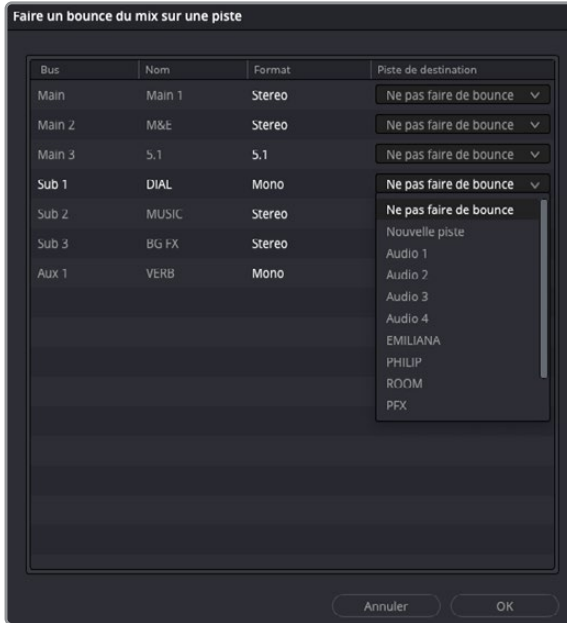 Faire un bounce du mix sur une piste
Bus Nom Format Piste de destination
Main Main 1 Stereo Ne pas faire de bounce
Main 2 M&E Stereo Ne pas faire de bounce
Main 3 5.1 5.1 Ne pas faire de bounce
Sub 1 DIAL Mono Ne pas faire de bounce
Sub 2 MUSIC Stereo Ne pas faire de bounce
Nouvelle piste
Sub 3 BG FX Stereo Audio 1
Aux 1 VERB Mono Audio 2
Audio 3
Audio 4
EMILIANA
PHILIP
ROOM
PFX
Annuler OK